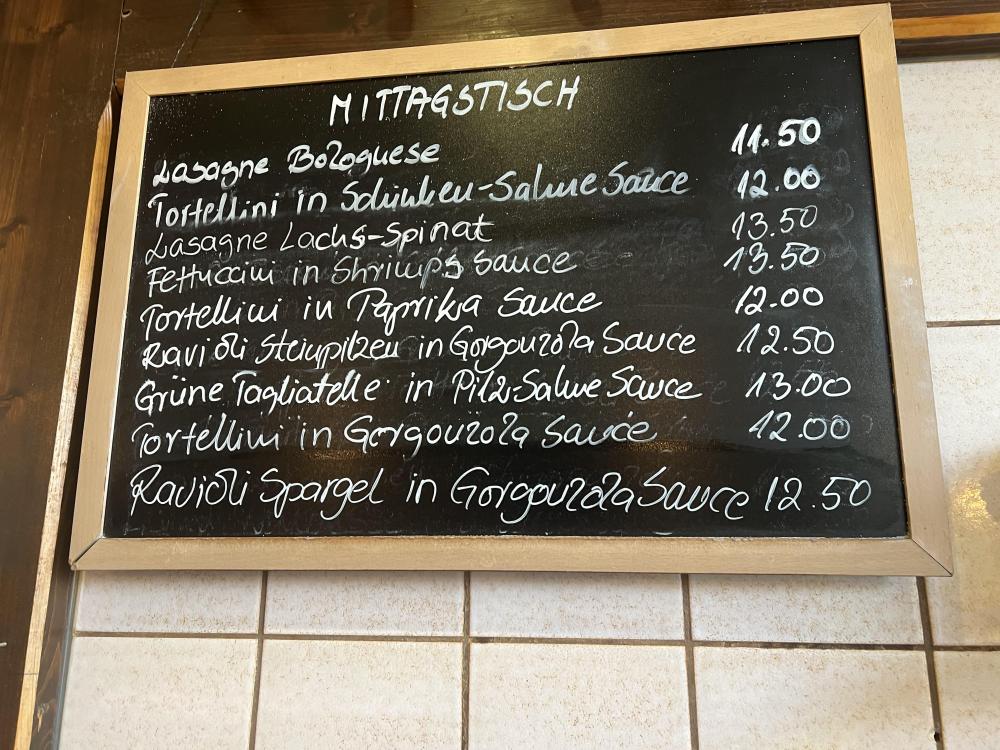 MITTAGSTISCH
Lasagne Bolognese 11.50
Tortellini in Schinken-Sahne Sauce 12.00
Lasagne Lachs-Spinat 13.50
Fettuccini in Shrimp's Sauce 13.50
Tortellini in Paprika Sauce 12.00
Ravioli Steinpilzen in Gorgonzola Sauce 12.50
Grüne Tagliatelle in Pilz-Sahne Sauce 13.00
Tortellini in Gorgonzola Sauce 12.00
Ravioli Spargel in Gorgonzola Sauce 12.50